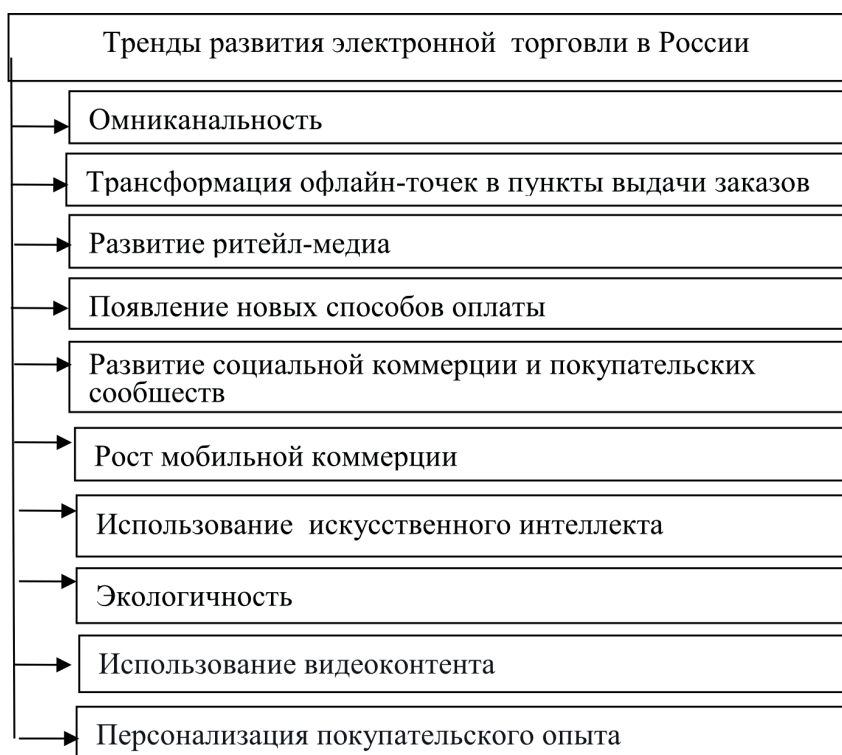 Тренды развития электронной торговли в России
Омниканальность
Трансформация офлайн-точек в пункты выдачи заказов
Развитие ритейл-медиа
Появление новых способов оплаты
Развитие социальной коммерции и покупательских
сообществ
Рост мобильной коммерции
Использование искусственного интеллекта
Экологичность
Использование видеоконтента
Персонализация покупательского опыта